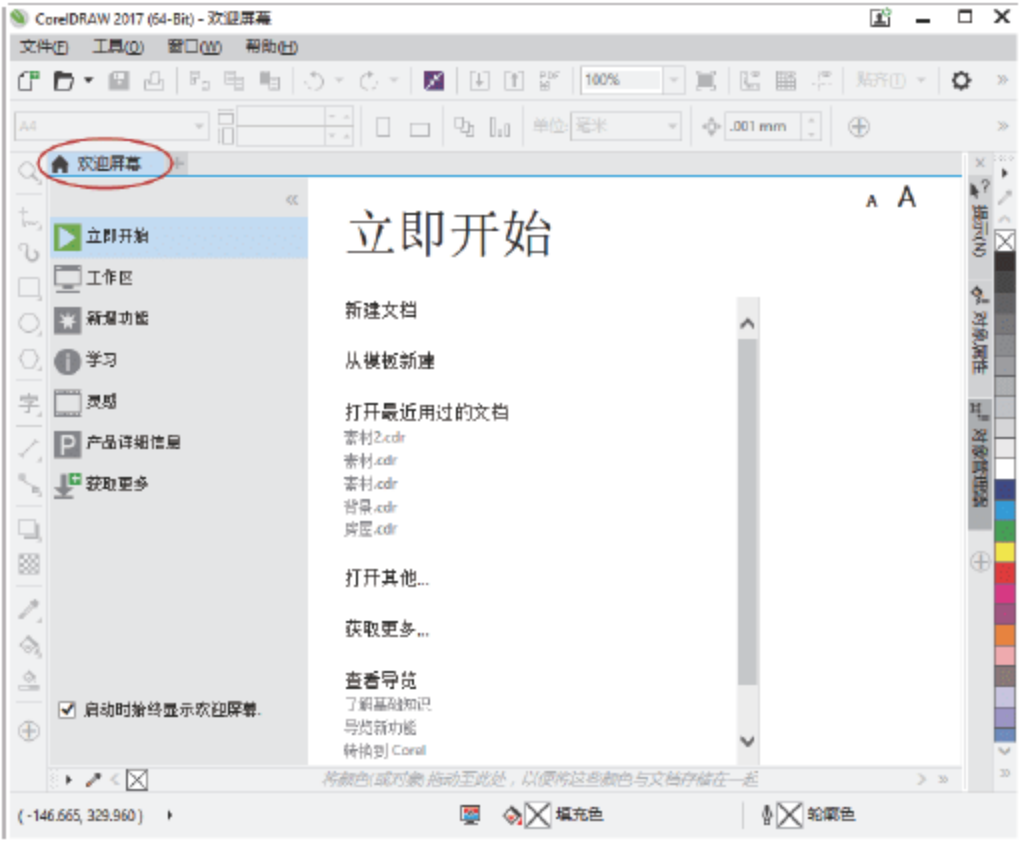 CorelDRAW 2017 (64-Bit) - 欢迎屏幕
文件(F) 工具(O) 窗口(W) 帮助(H)
PDF 100% 贴齐(T)
A4 单位: 毫米 .001 mm
欢迎屏幕
A A
立即开始
工作区
新增功能
学习
灵感
产品详细信息
获取更多
启动时始终显示欢迎屏幕.
立即开始
新建文档
从模板新建
打开最近用过的文档
素材2.cdr
素材.cdr
素材.cdr
背景.cdr
房屋.cdr
打开其他...
获取更多...
查看导览
了解基础知识
导览新功能
转换到 Corel
提示(N)
对象属性
对象管理器
将颜色(或对象)拖动至此处，以便将这些颜色与文档存储在一起
( -146.665, 329.960 ) 填充色 轮廓色